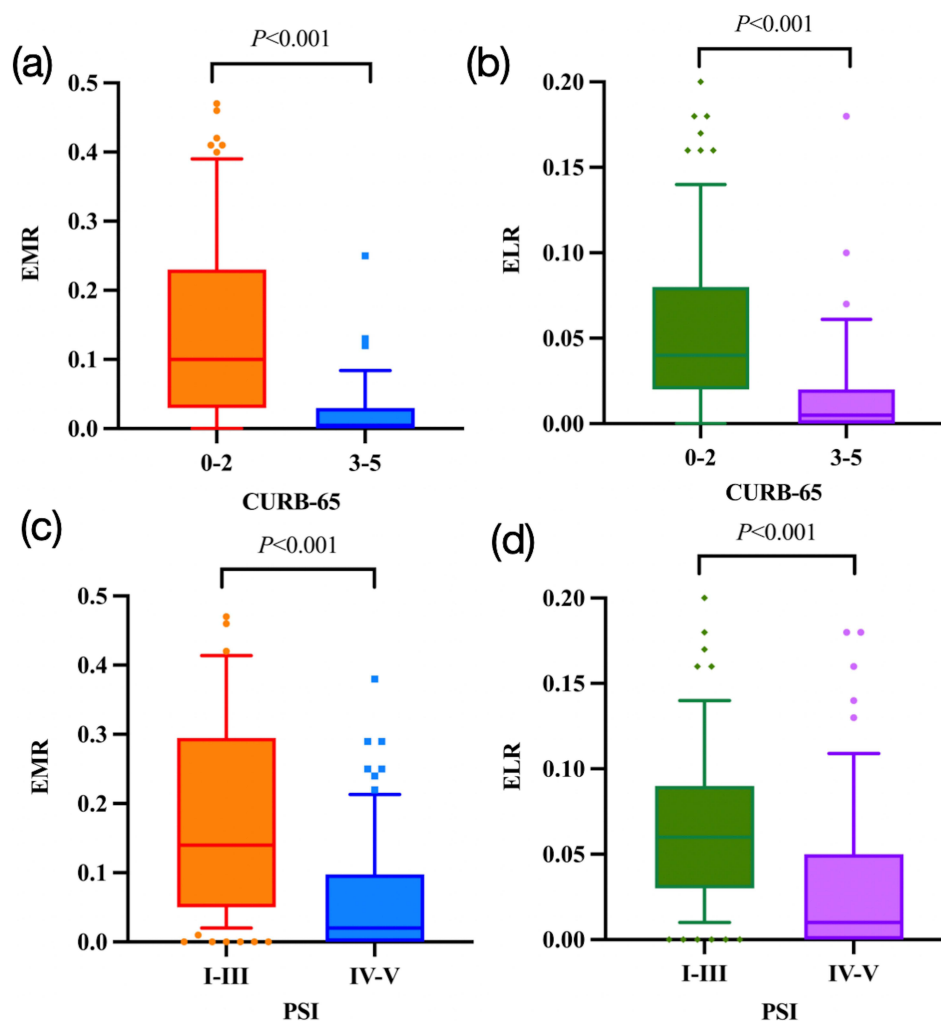 (a)
P<0.001
EMR
0.5
0.4
0.3
0.2
0.1
0.0
0-2
3-5
CURB-65
(b)
P<0.001
ELR
0.20
0.15
0.10
0.05
0.00
0-2
3-5
CURB-65
(c)
P<0.001
EMR
0.5
0.4
0.3
0.2
0.1
0.0
I-III
IV-V
PSI
(d)
P<0.001
ELR
0.20
0.15
0.10
0.05
0.00
I-III
IV-V
PSI